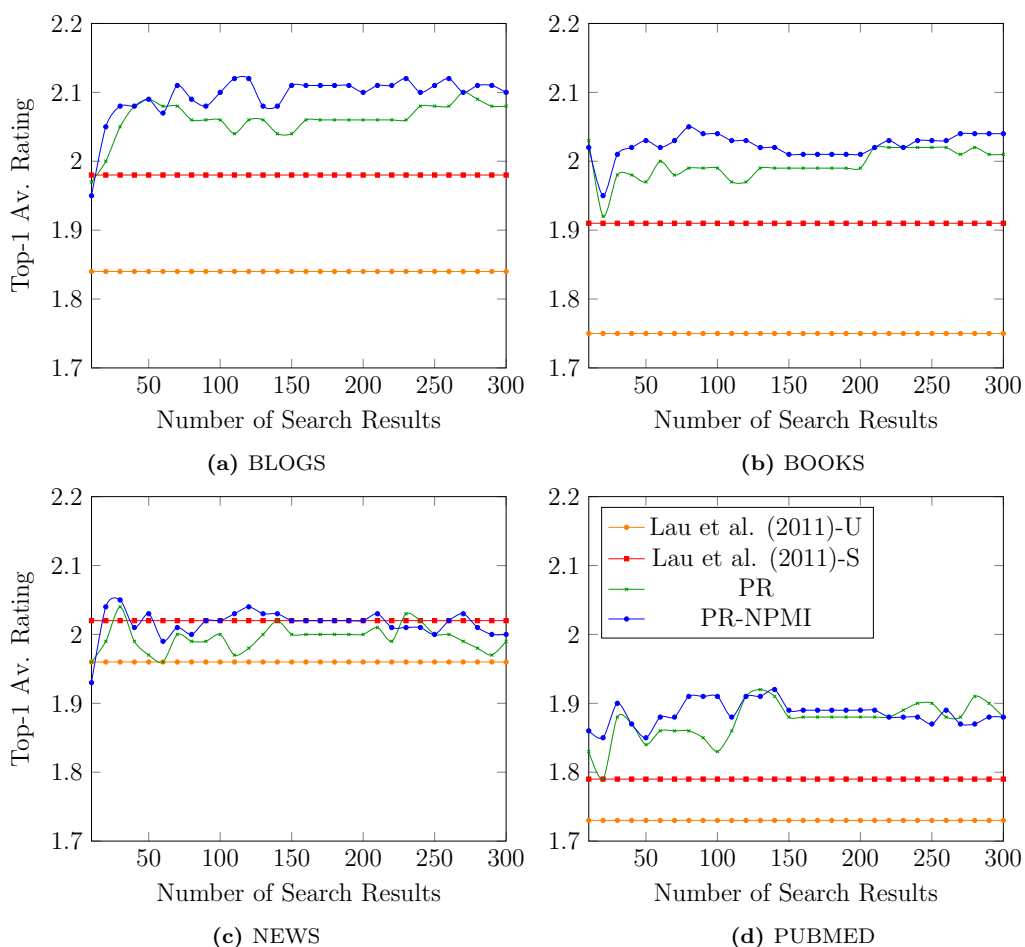 2.2
2.1
2
1.9
1.8
1.7
Top-1 Av. Rating
50 100 150 200 250 300
Number of Search Results
(a) BLOGS
2.2
2.1
2
1.9
1.8
1.7
50 100 150 200 250 300
Number of Search Results
(b) BOOKS
2.2
2.1
2
1.9
1.8
1.7
Top-1 Av. Rating
50 100 150 200 250 300
Number of Search Results
(c) NEWS
2.2
2.1
2
1.9
1.8
1.7
Lau et al. (2011)-U
Lau et al. (2011)-S
PR
PR-NPMI
50 100 150 200 250 300
Number of Search Results
(d) PUBMED